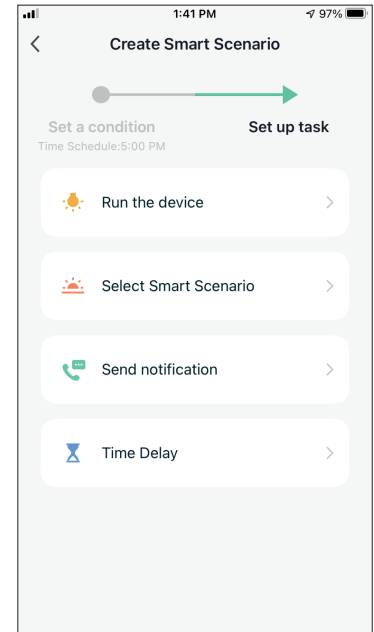 1:41 PM
97%
Create Smart Scenario
Set a condition
Set up task
Time Schedule:5:00 PM
Run the device
Select Smart Scenario
Send notification
Time Delay